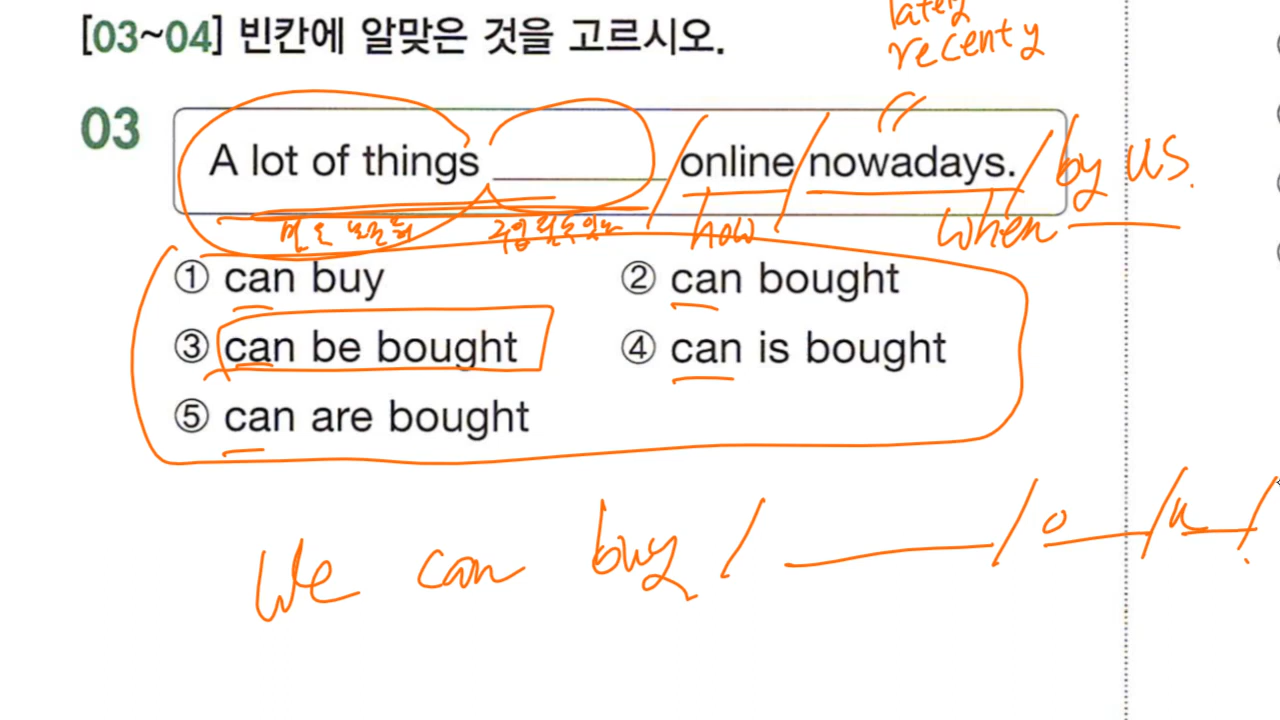 lately
recenty
[03~04] 빈칸에 알맞은 것을 고르시오.
03 A lot of things ________ online nowadays. by us.
how when
① can buy ② can bought
③ can be bought ④ can is bought
⑤ can are bought
We can buy / ______ / o / n /.